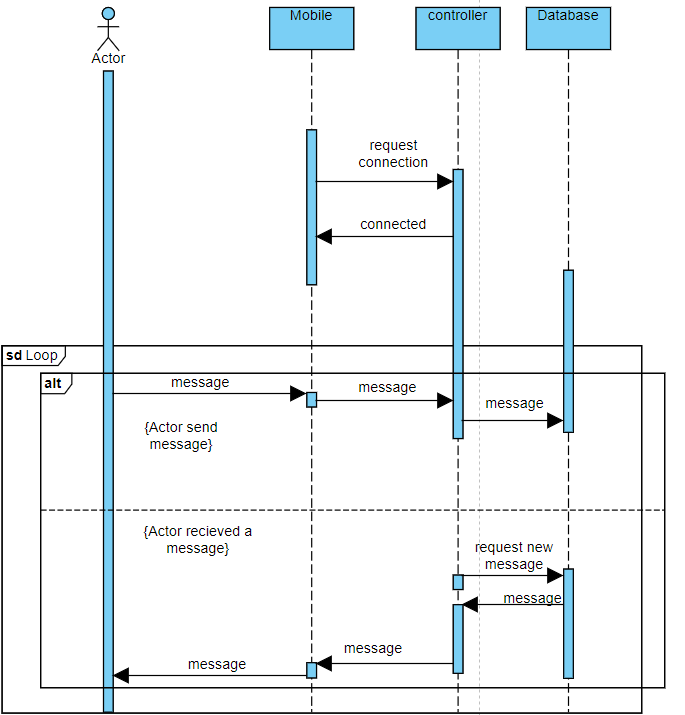 Actor
Mobile
controller
Database
request
connection
connected
sd Loop
alt
message
message
message
{Actor send
message}
{Actor recieved a
message}
request new
message
message
message
message